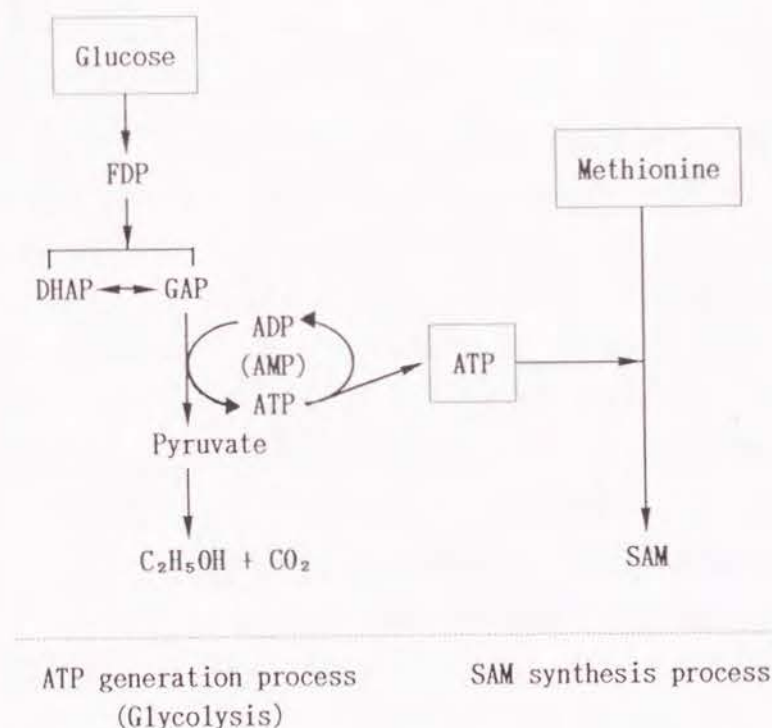 Glucose
FDP
DHAP GAP
ADP
(AMP)
ATP
Pyruvate
C₂H₅OH + CO₂
ATP
Methionine
SAM
ATP generation process
(Glycolysis)
SAM synthesis process